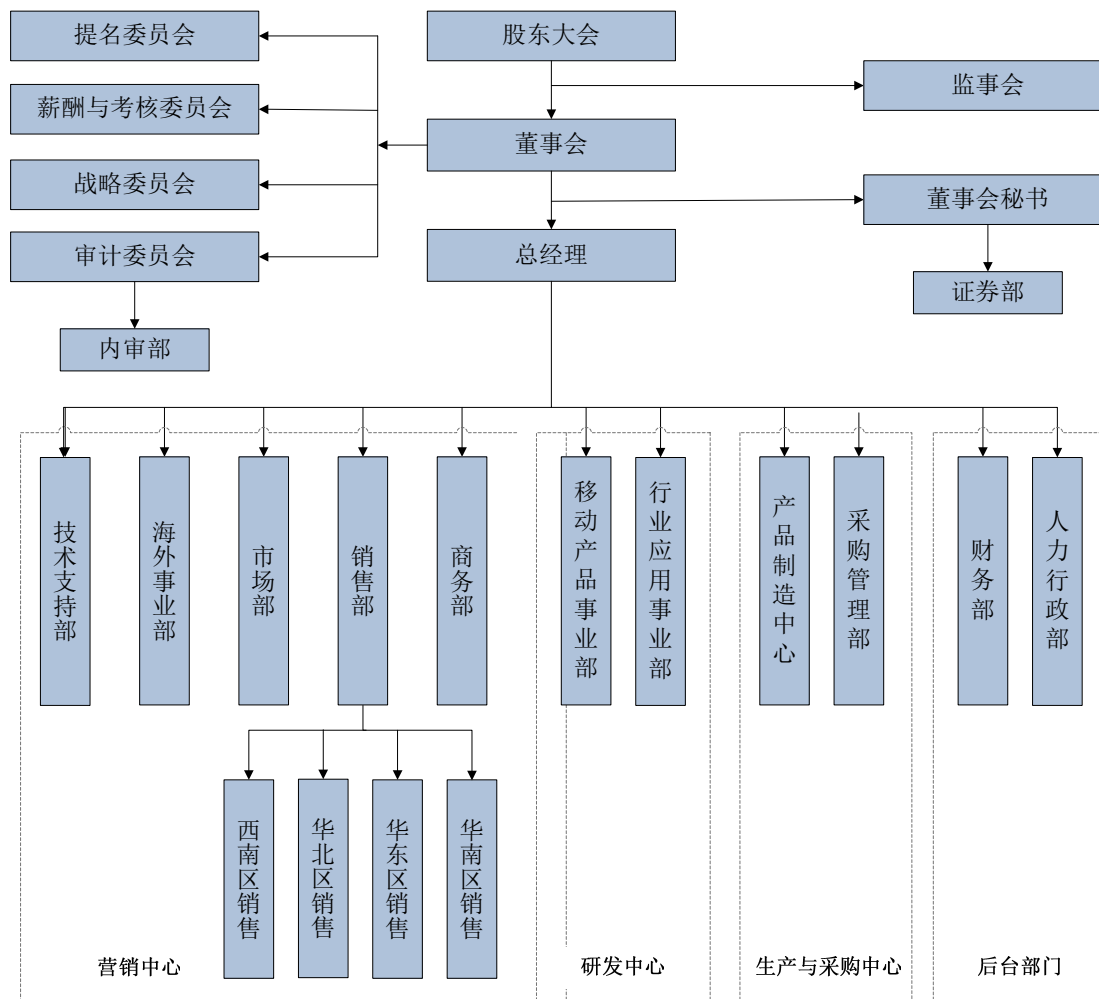 提名委员会
股东大会
薪酬与考核委员会
监事会
董事会
战略委员会
董事会秘书
审计委员会
总经理
证券部
内审部
技术支持部
海外事业部
市场部
销售部
商务部
移动产品事业部
行业应用事业部
产品制造中心
采购管理部
财务部
人力行政部
西南区销售
华北区销售
华东区销售
华南区销售
营销中心
研发中心
生产与采购中心
后台部门